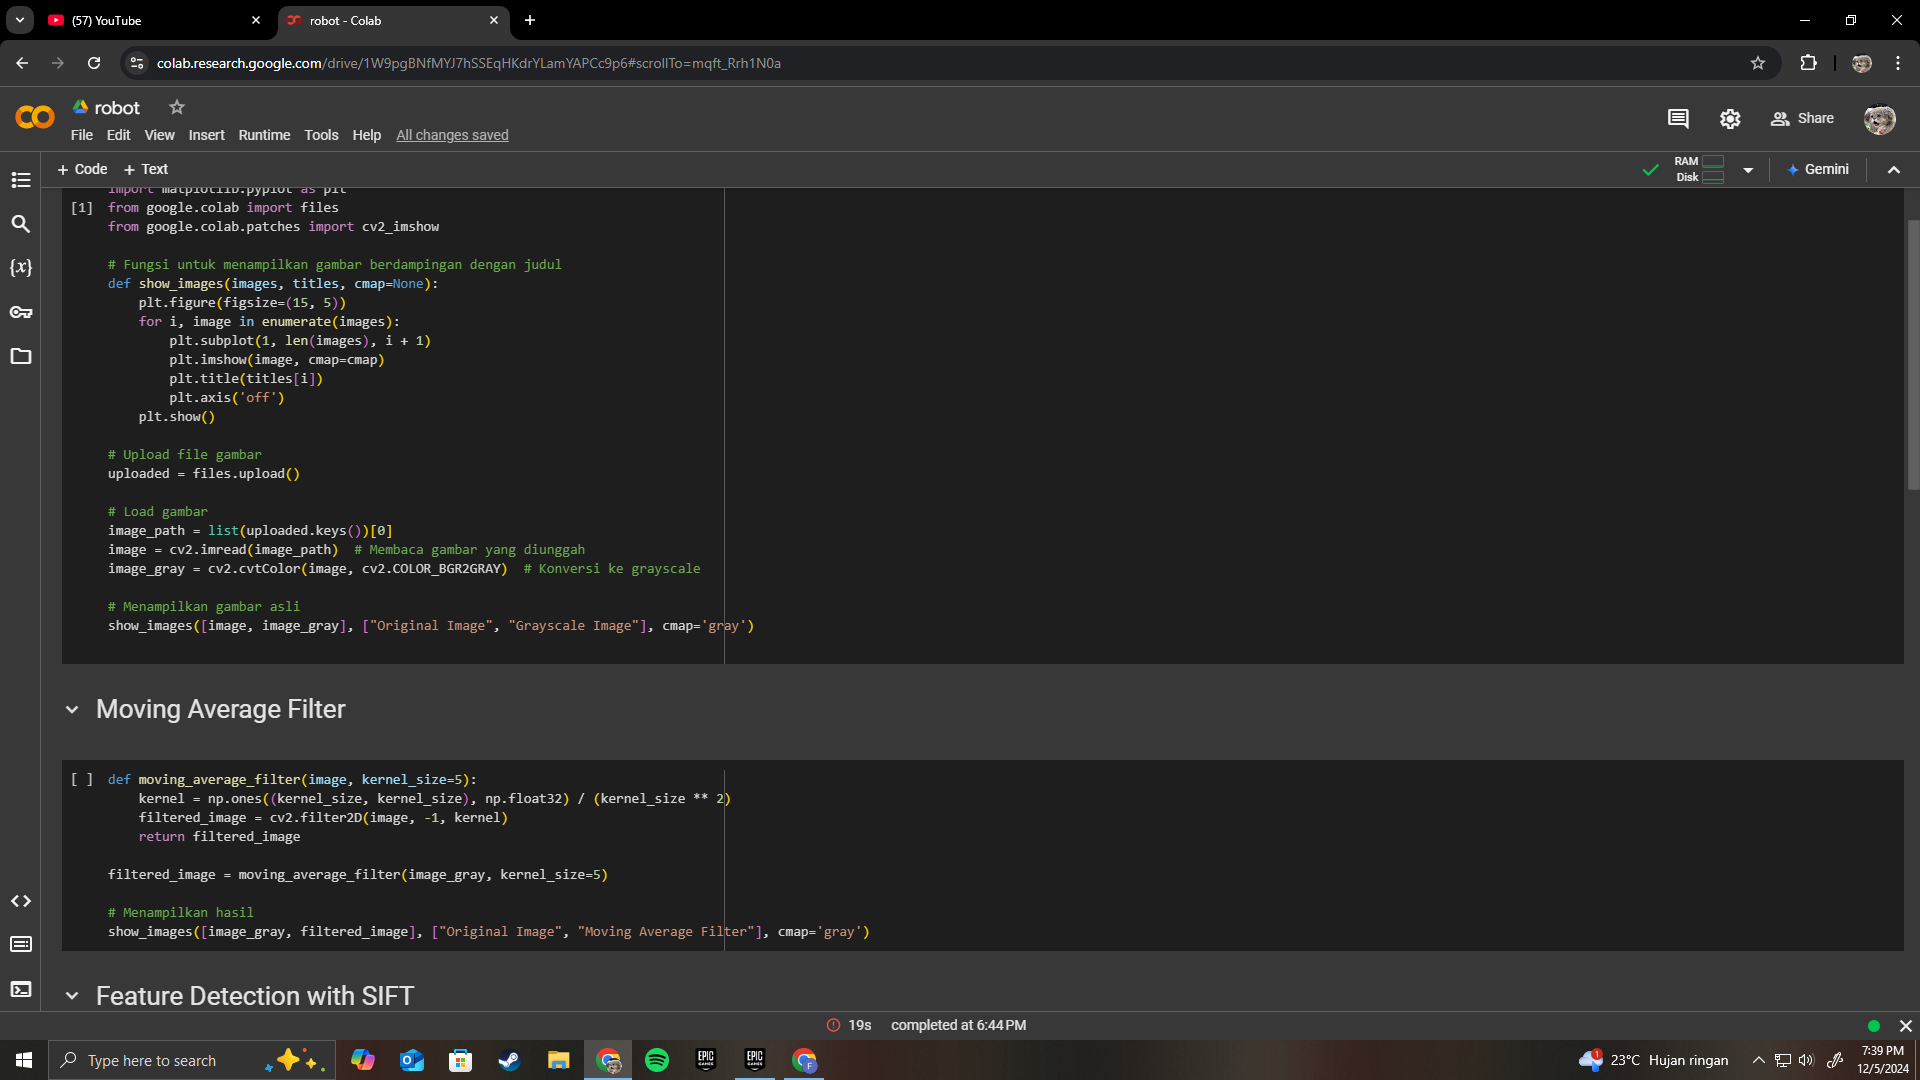 (57) YouTube
robot - Colab
colab.research.google.com/drive/1W9pgBNfMYJ7hSSEqHKdrYLamYAPCc9p6#scrollTo=mqft_Rrh1N0a
robot
File Edit View Insert Runtime Tools Help All changes saved
Share
+ Code + Text
RAM
Disk
Gemini
import matplotlib.pyplot as plt
[1] from google.colab import files
from google.colab.patches import cv2_imshow
# Fungsi untuk menampilkan gambar berdampingan dengan judul
def show_images(images, titles, cmap=None):
plt.figure(figsize=(15, 5))
for i, image in enumerate(images):
plt.subplot(1, len(images), i + 1)
plt.imshow(image, cmap=cmap)
plt.title(titles[i])
plt.axis('off')
plt.show()
# Upload file gambar
uploaded = files.upload()
# Load gambar
image_path = list(uploaded.keys())[0]
image = cv2.imread(image_path)  # Membaca gambar yang diunggah
image_gray = cv2.cvtColor(image, cv2.COLOR_BGR2GRAY)  # Konversi ke grayscale
# Menampilkan gambar asli
show_images([image, image_gray], ["Original Image", "Grayscale Image"], cmap='gray')
Moving Average Filter
[ ] def moving_average_filter(image, kernel_size=5):
kernel = np.ones((kernel_size, kernel_size), np.float32) / (kernel_size ** 2)
filtered_image = cv2.filter2D(image, -1, kernel)
return filtered_image
filtered_image = moving_average_filter(image_gray, kernel_size=5)
# Menampilkan hasil
show_images([image_gray, filtered_image], ["Original Image", "Moving Average Filter"], cmap='gray')
Feature Detection with SIFT
19s completed at 6:44 PM
Type here to search
EPIC GAMES
EPIC GAMES
F
1
23°C Hujan ringan
7:39 PM
12/5/2024